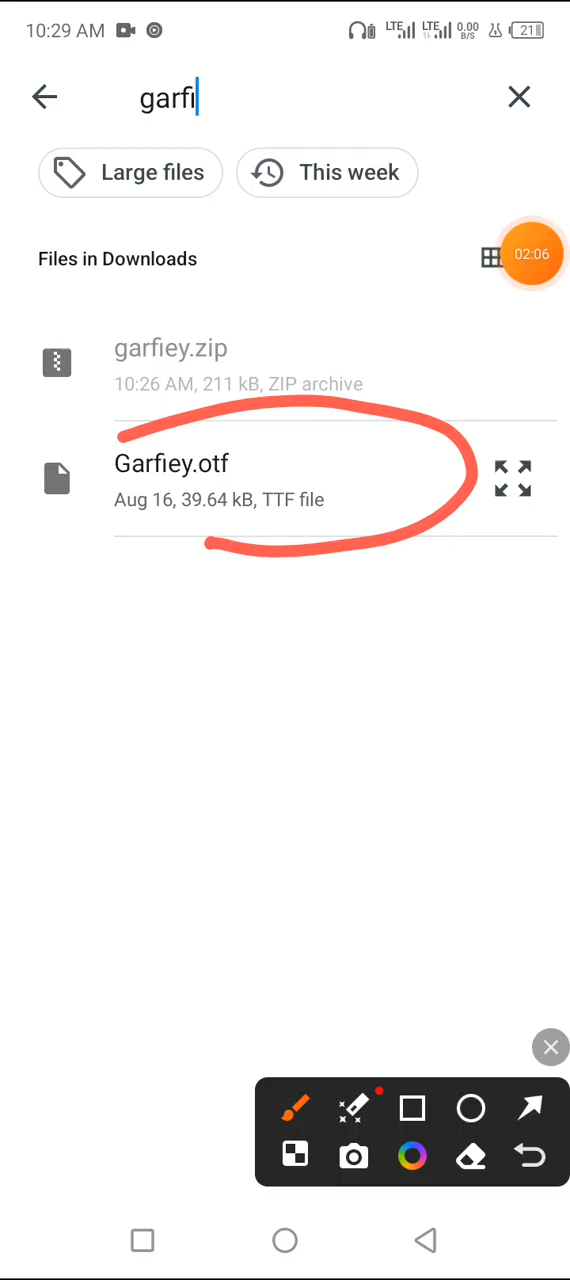 10:29 AM
LTE LTE 0.00 B/S 21
garfi
Large files
This week
Files in Downloads
02:06
garfiey.zip
10:26 AM, 211 kB, ZIP archive
Garfiey.otf
Aug 16, 39.64 kB, TTF file